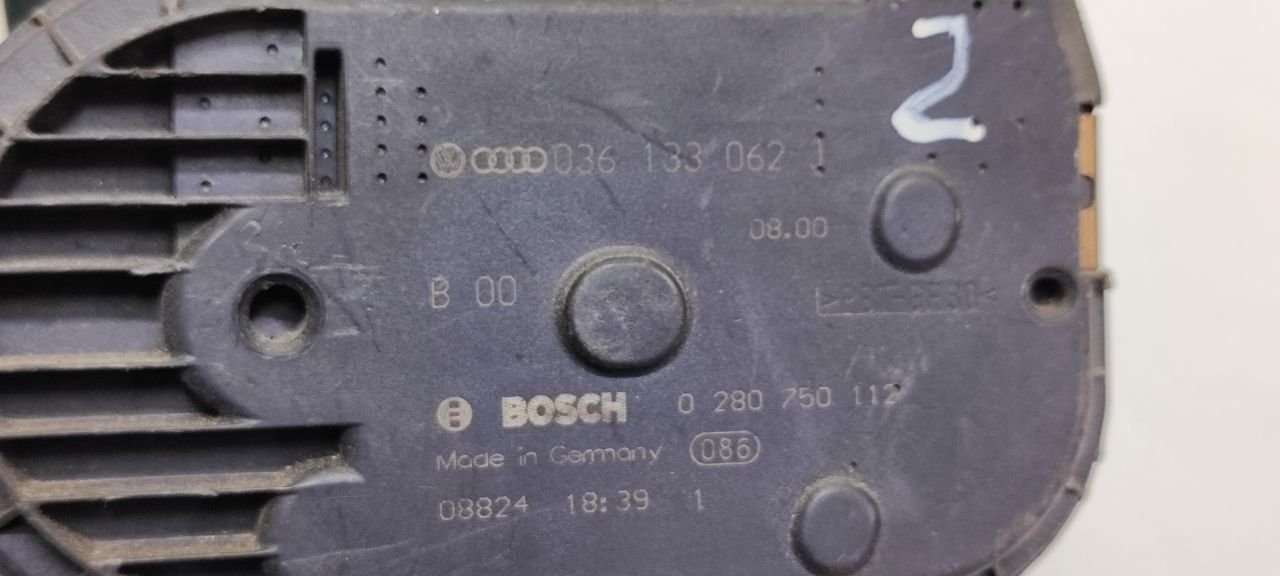 2
036 133 062 J
08.00
B 00
BOSCH 0 280 750 112
Made in Germany 086
08824 18:39 1